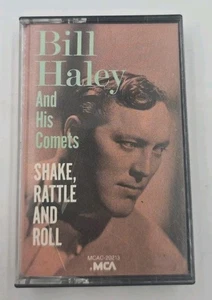 Bill
Haley
And
His
Comets
SHAKE,
RATTLE
AND
ROLL
MCA